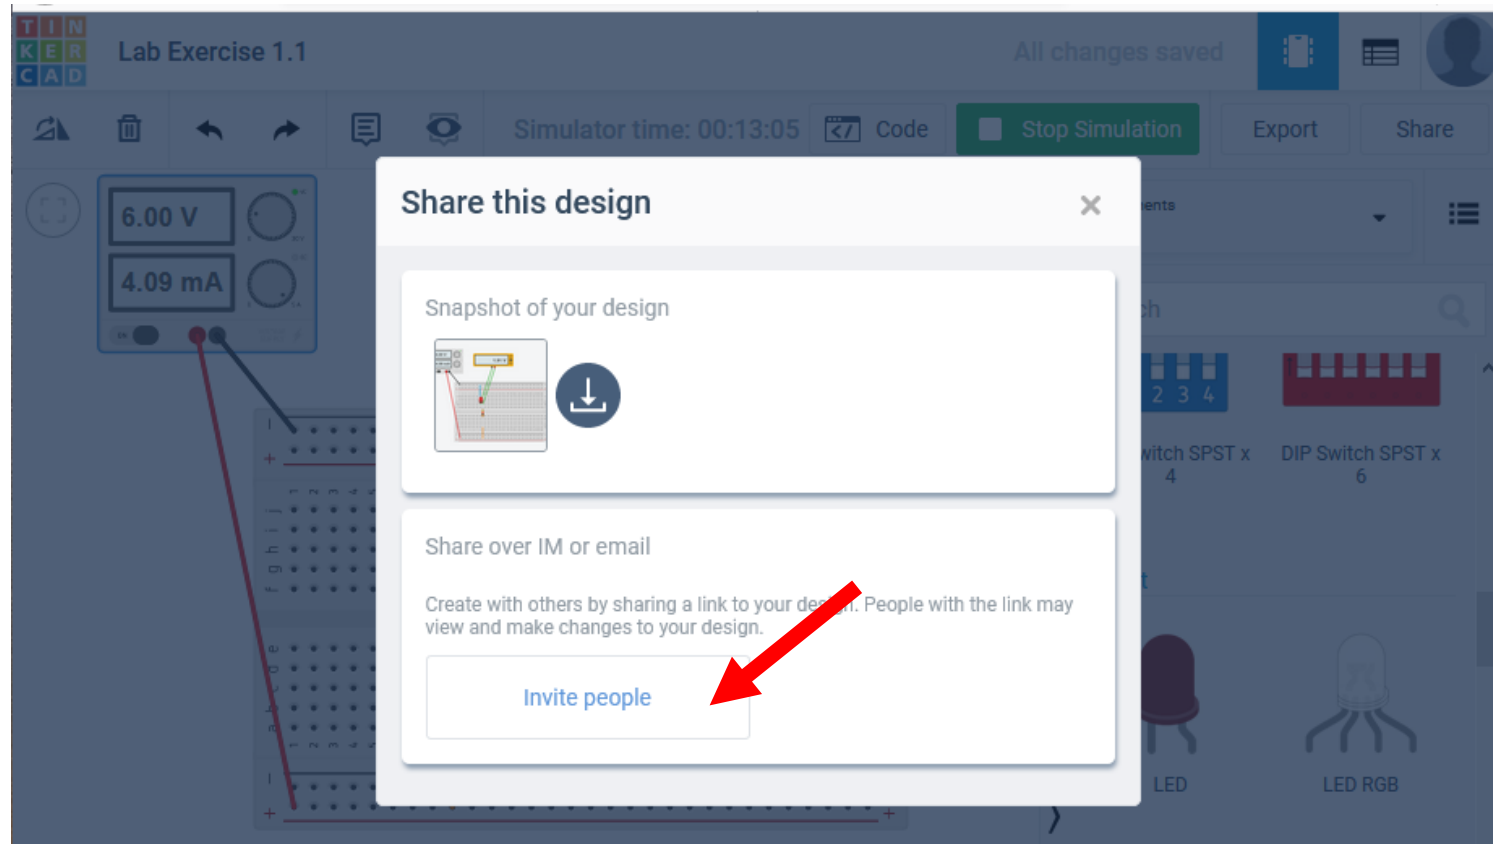 TIN
KER
CAD
Lab Exercise 1.1
All changes saved
Simulator time: 00:13:05
Code
Stop Simulation
Export
Share
6.00 V
4.09 mA
Share this design
×
Snapshot of your design
Share over IM or email
Create with others by sharing a link to your design. People with the link may
view and make changes to your design.
Invite people
2 3 4
witch SPST x
4
DIP Switch SPST x
6
LED
LED RGB
j
i
h
g
f
e
d
c
b
a